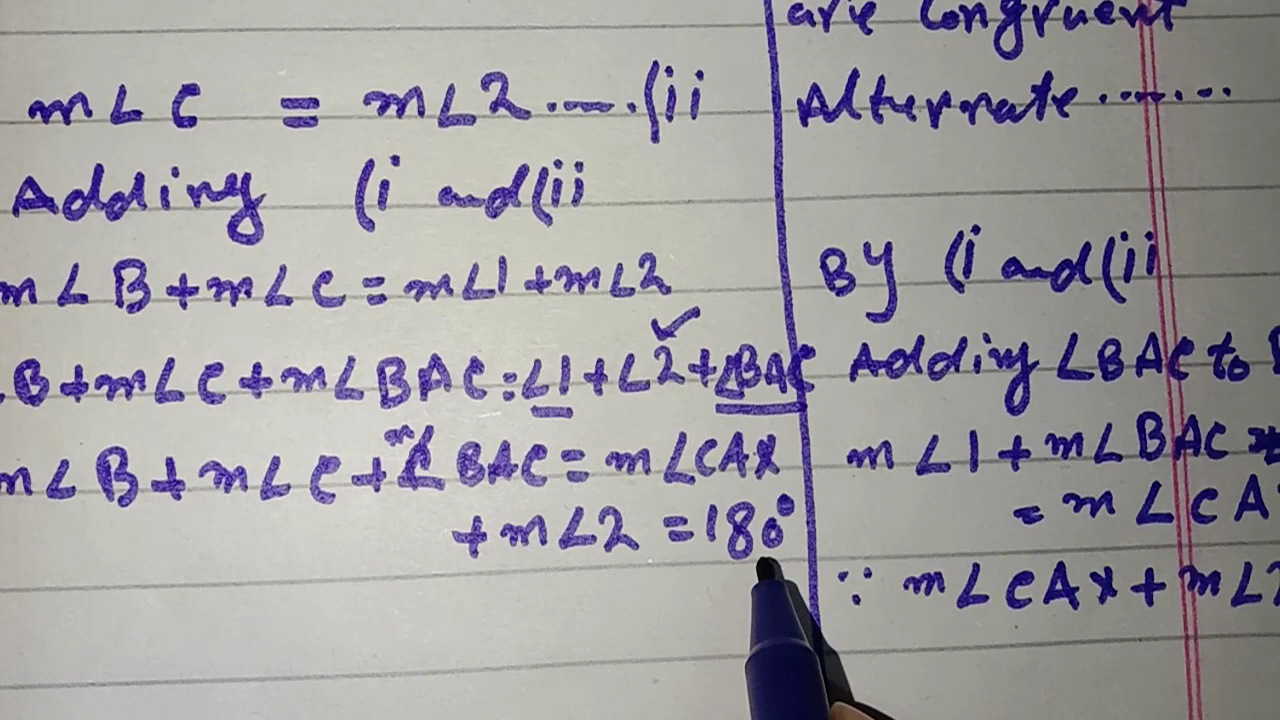 m∠C = m∠2......(ii
Adding (i and (ii
m∠B+m∠C=m∠1+m∠2
∠B+m∠C+m∠BAC=∠1+∠2+∠BAC
m∠B+m∠C+m∠BAC=m∠CAX
+m∠2=180°
are congruent
Alternate.......
BY (i and (ii
Adding ∠BAC to
m∠1+m∠BAC
=m∠CA
∵ m∠CAX+m∠2